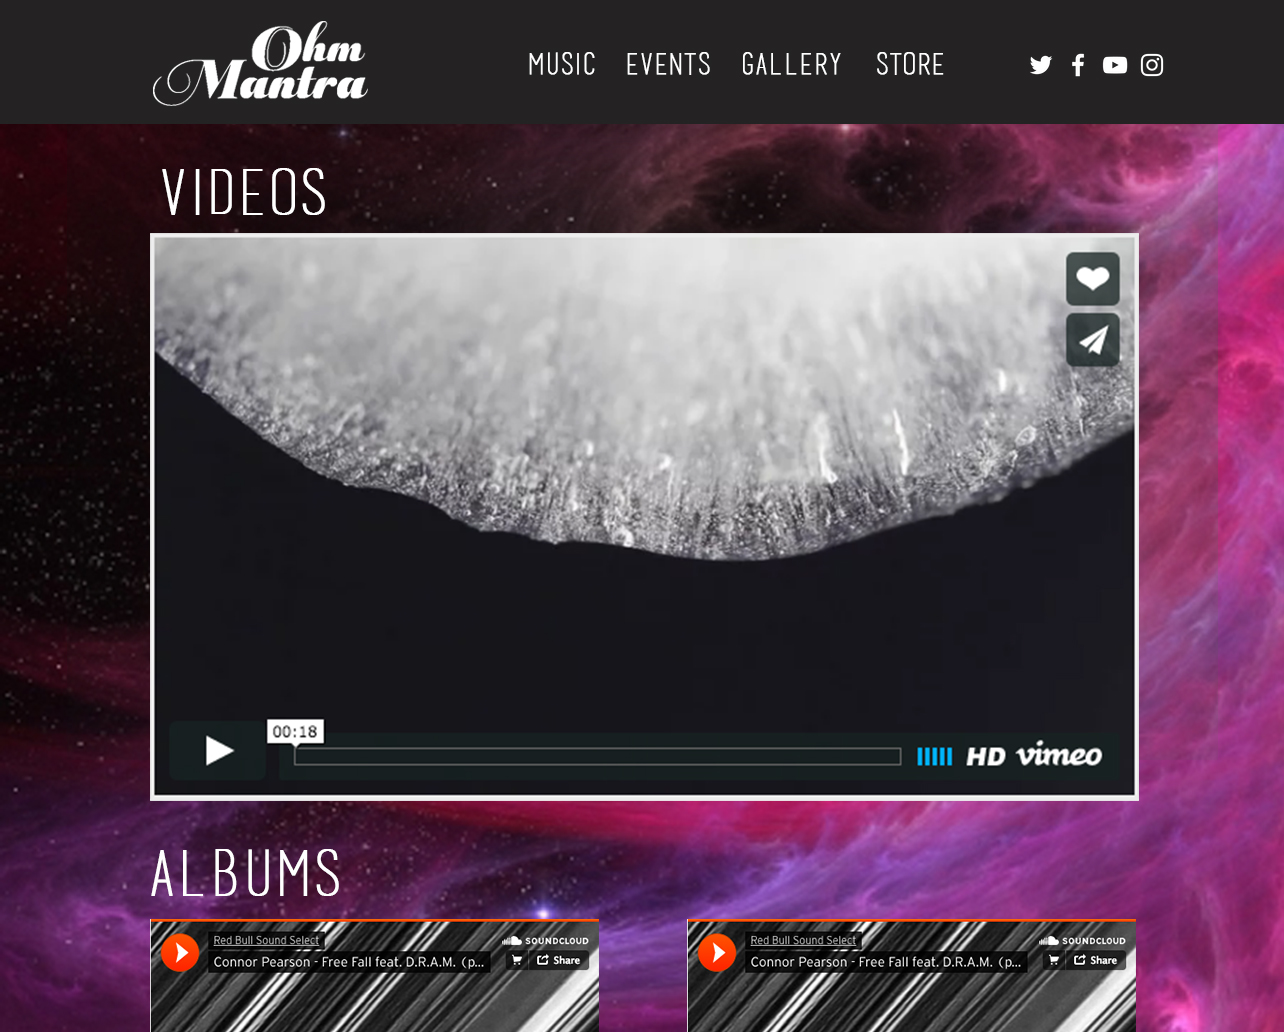 Ohm
Mantra
MUSIC EVENTS GALLERY STORE
VIDEOS
00:18
HD vimeo
ALBUMS
Red Bull Sound Select
SOUNDCLOUD
Connor Pearson - Free Fall feat. D.R.A.M. (p...
Share
Red Bull Sound Select
SOUNDCLOUD
Connor Pearson - Free Fall feat. D.R.A.M. (p...
Share